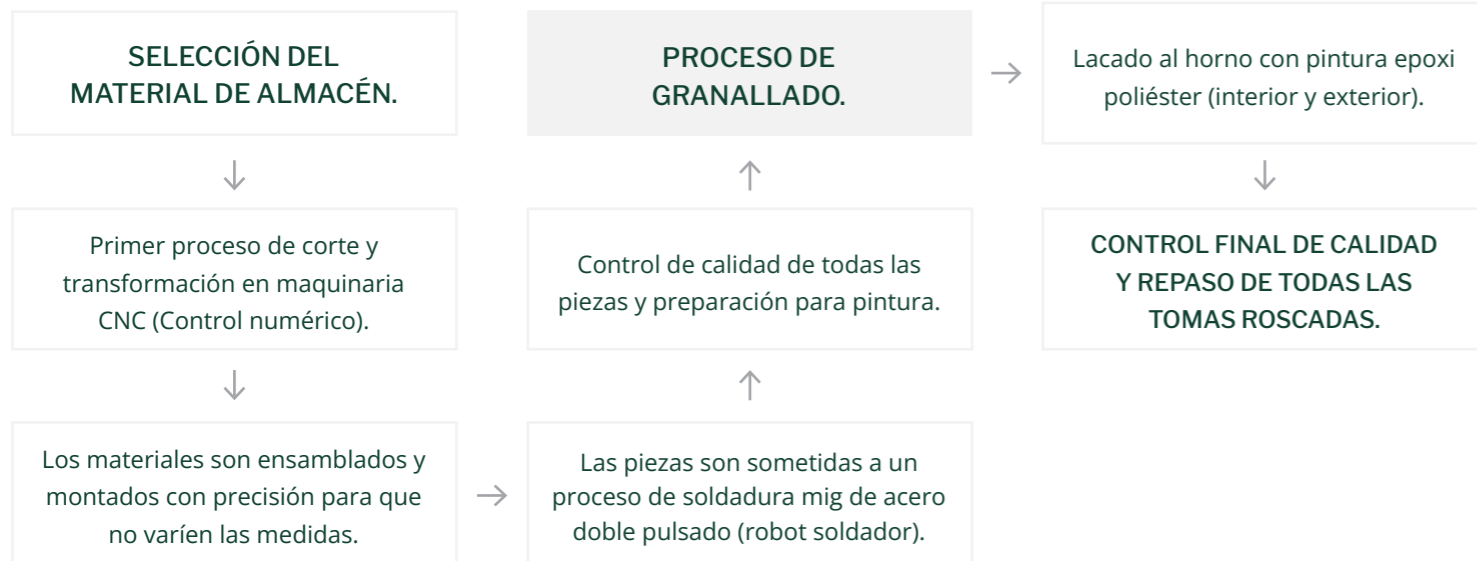 SELECCIÓN DEL
MATERIAL DE ALMACÉN.
Primer proceso de corte y
transformación en maquinaria
CNC (Control numérico).
Los materiales son ensamblados y
montados con precisión para que
no varíen las medidas.
Las piezas son sometidas a un
proceso de soldadura mig de acero
doble pulsado (robot soldador).
Control de calidad de todas las
piezas y preparación para pintura.
PROCESO DE
GRANALLADO.
Lacado al horno con pintura epoxi
poliéster (interior y exterior).
CONTROL FINAL DE CALIDAD
Y REPASO DE TODAS LAS
TOMAS ROSCADAS.